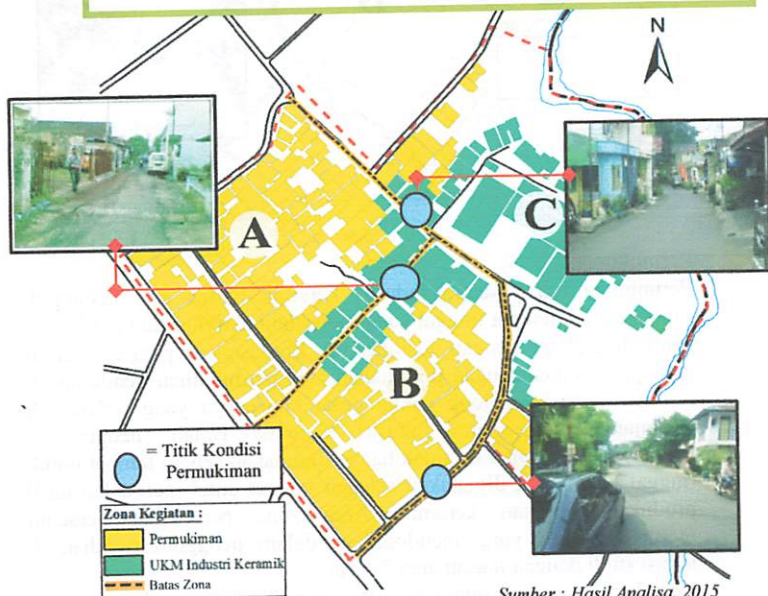 N
A
C
B
= Titik Kondisi
Permukiman
Zona Kegiatan :
Permukiman
UKM Industri Keramik
Batas Zona
Sumber : Hasil Analisa, 2015